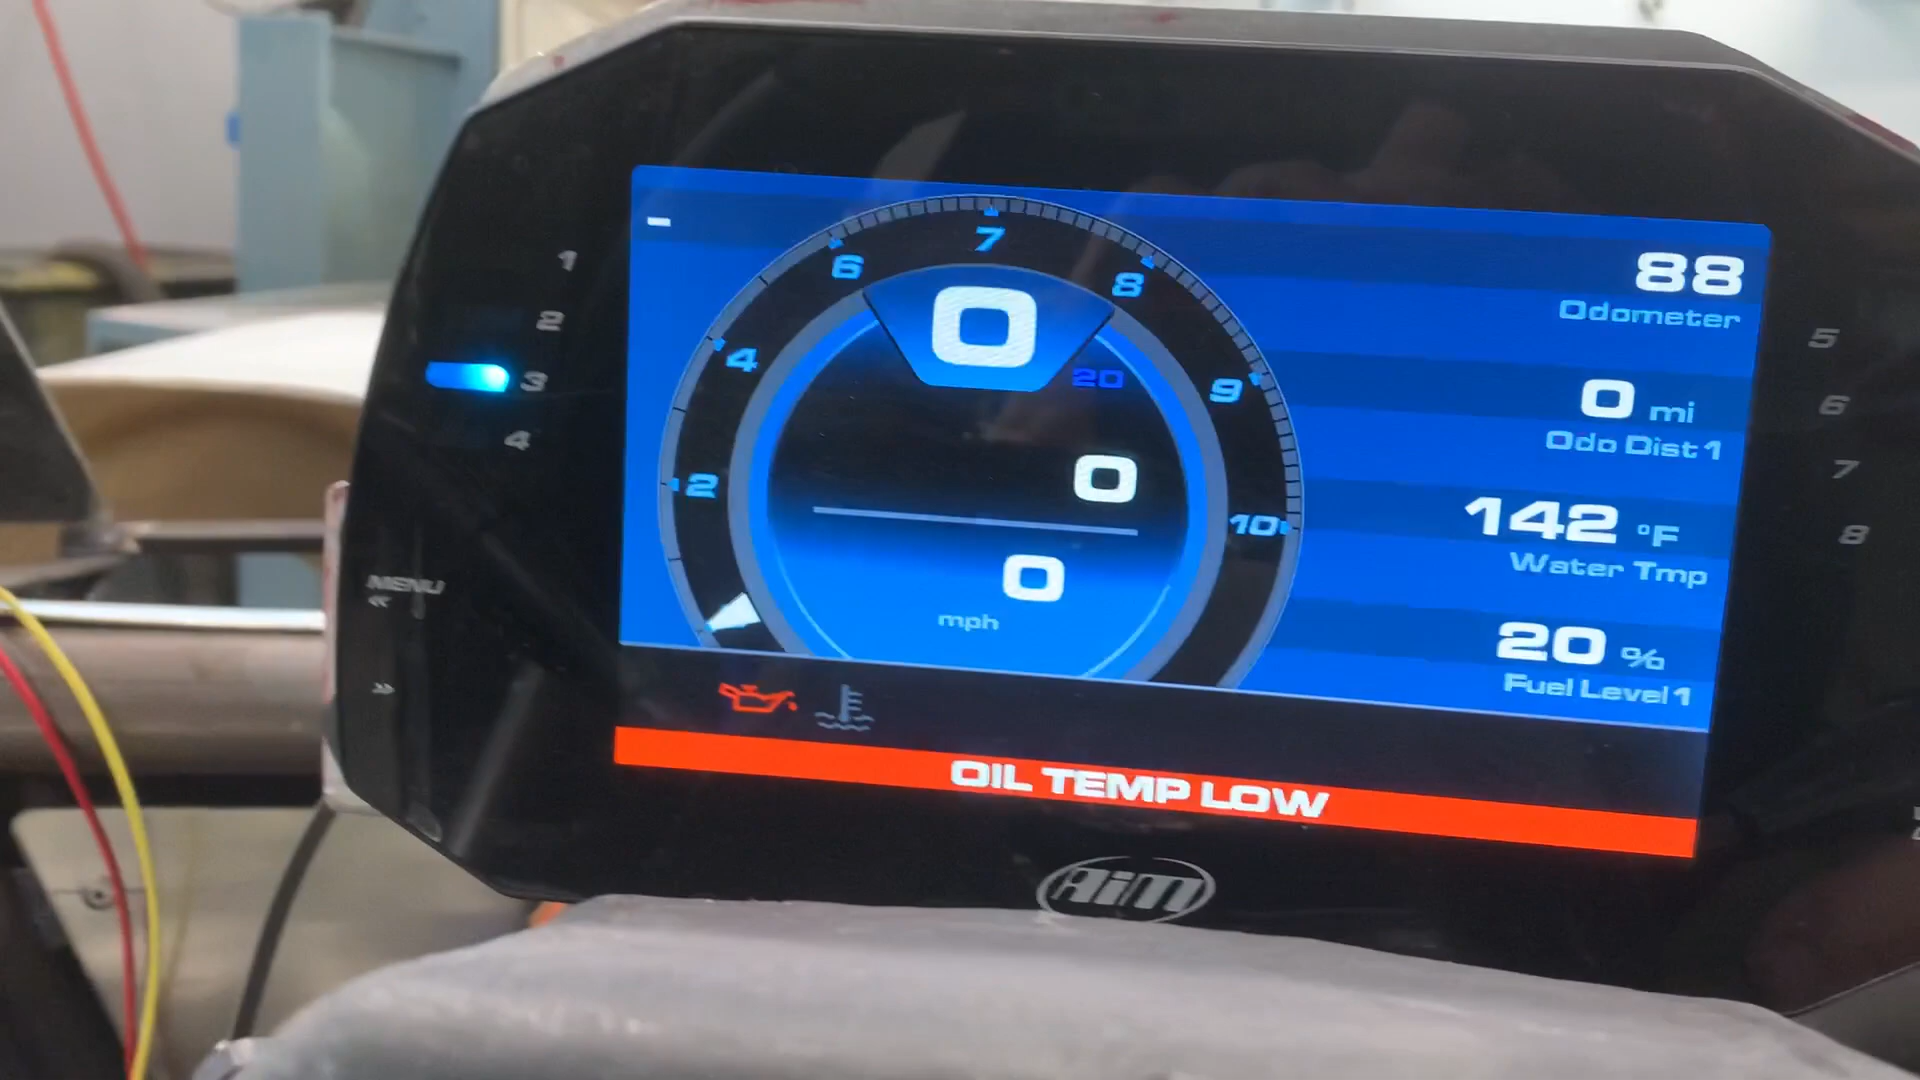 1
2
3
4
MENU
«
»
-
2
4
6
7
8
9
10
0
20
0
0
mph
88
Odometer
0 mi
Odo Dist 1
142 °F
Water Tmp
20 %
Fuel Level 1
OIL TEMP LOW
5
6
7
8
AiM